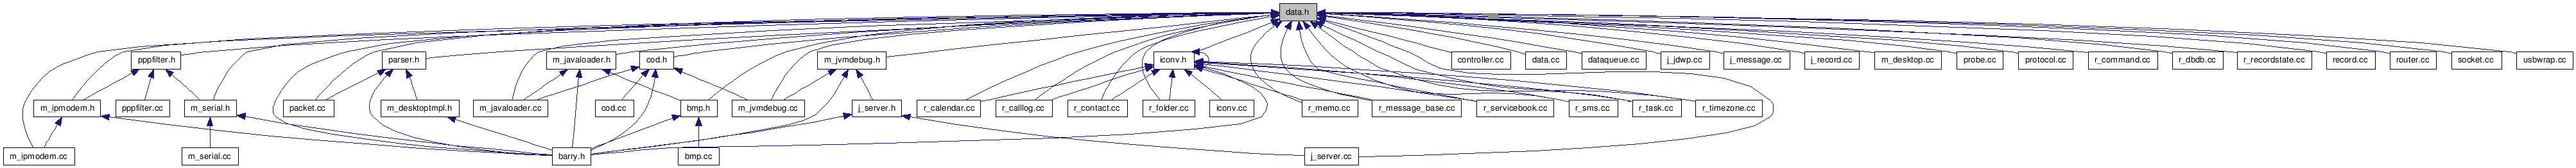 data.h
pppfilter.h
parser.h
m_javaloader.h
cod.h
m_jvmdebug.h
iconv.h
controller.cc
data.cc
dataqueue.cc
j_jdwp.cc
j_message.cc
j_record.cc
m_desktop.cc
probe.cc
protocol.cc
r_command.cc
r_dbdb.cc
r_recordstate.cc
record.cc
router.cc
socket.cc
usbwrap.cc
m_ipmodem.h
pppfilter.cc
m_serial.h
packet.cc
m_desktoptmpl.h
m_javaloader.cc
cod.cc
bmp.h
m_jvmdebug.cc
j_server.h
r_calendar.cc
r_calllog.cc
r_contact.cc
r_folder.cc
iconv.cc
r_memo.cc
r_message_base.cc
r_servicebook.cc
r_sms.cc
r_task.cc
r_timezone.cc
m_ipmodem.cc
m_serial.cc
barry.h
bmp.cc
j_server.cc